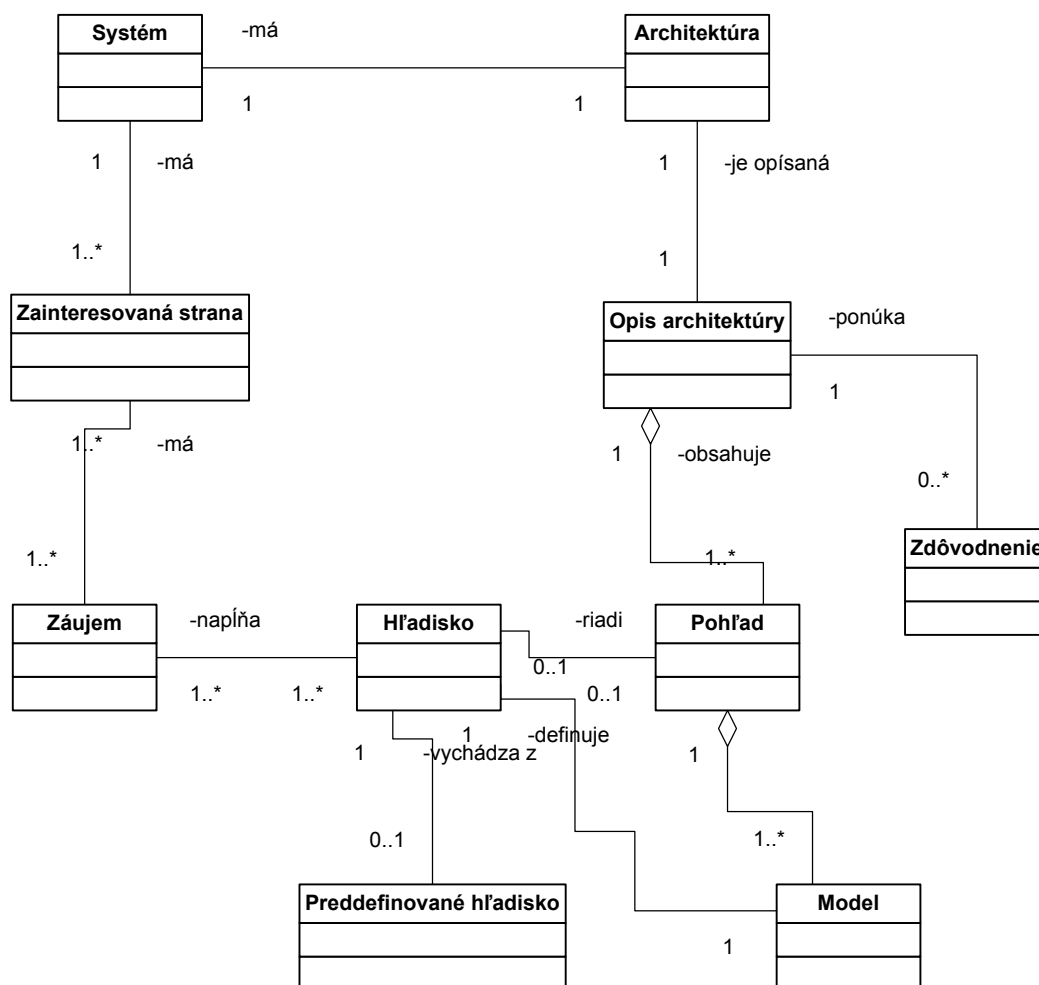 Systém
-má
Architektúra
1
1
1
-má
1
-je opísaná
1..*
1
Zainteresovaná strana
Opis architektúry
-ponúka
1
1..*
-má
1
-obsahuje
0..*
1..*
1..*
Zdôvodnenie
Záujem
-napĺňa
Hľadisko
-riadi
Pohľad
0..1
1..*
1..*
0..1
1
-vychádza z
1
-definuje
1
0..1
1..*
Preddefinované hľadisko
Model
1